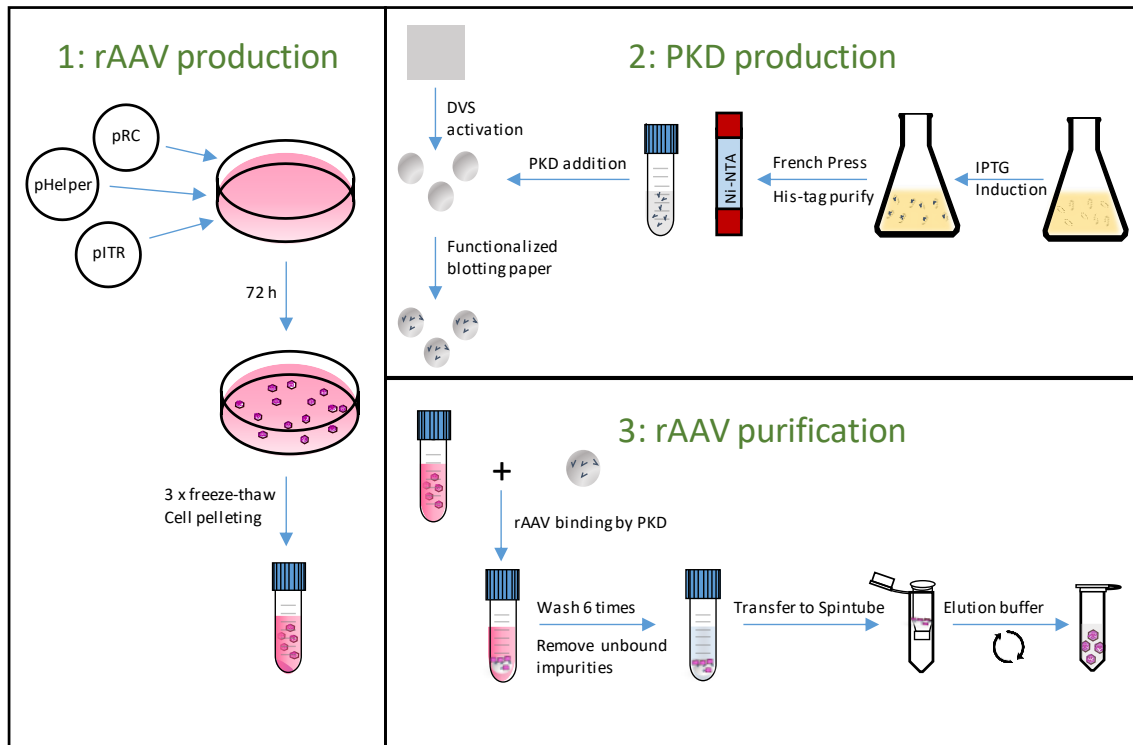 1: rAAV production
pRC
pHelper
pITR
72 h
3 x freeze-thaw
Cell pelleting
2: PKD production
DVS
activation
PKD addition
Ni-NTA
French Press
His-tag purify
IPTG
Induction
Functionalized
blotting paper
3: rAAV purification
+
rAAV binding by PKD
Wash 6 times
Remove unbound
impurities
Transfer to Spintube
Elution buffer